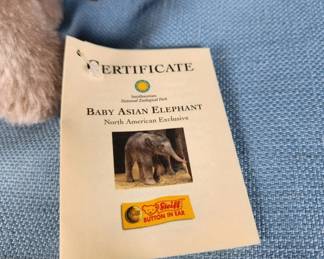 CERTIFICATE
Smithsonian
National Zoological Park
BABY ASIAN ELEPHANT
North American Exclusive
Steiff
BUTTON IN EAR